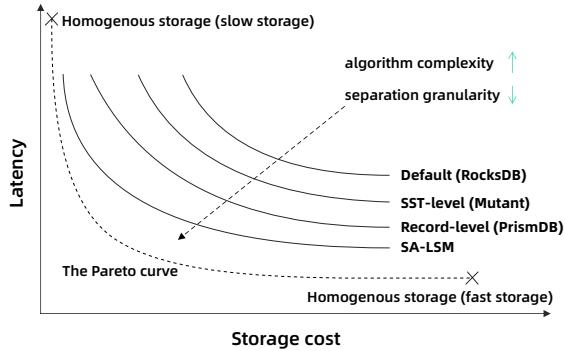 Homogenous storage (slow storage)
algorithm complexity
separation granularity
Latency
Default (RocksDB)
SST-level (Mutant)
Record-level (PrismDB)
SA-LSM
The Pareto curve
Homogenous storage (fast storage)
Storage cost